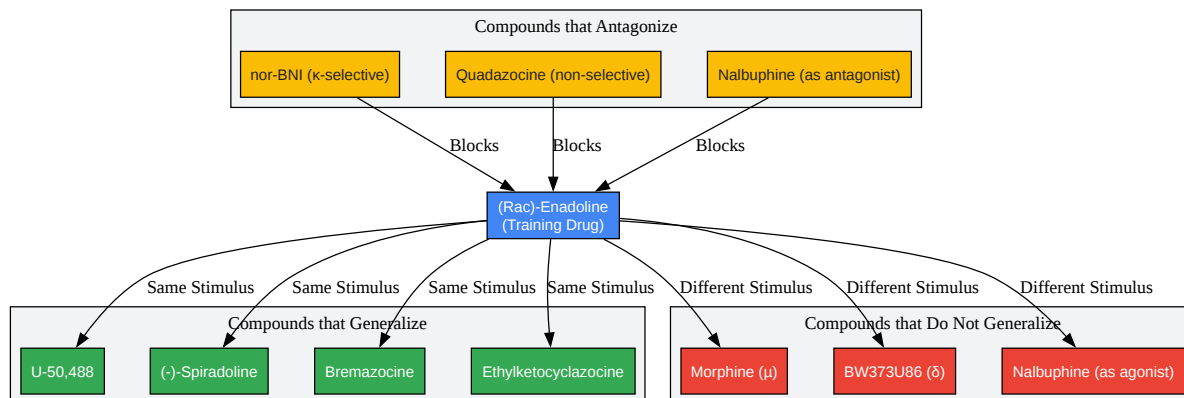 Compounds that Antagonize
nor-BNI (κ-selective)
Quadazocine (non-selective)
Nalbuphine (as antagonist)
Blocks
Blocks
Blocks
(Rac)-Enadoline
(Training Drug)
Same Stimulus
Same Stimulus
Same Stimulus
Same Stimulus
Different Stimulus
Different Stimulus
Different Stimulus
Compounds that Generalize
Compounds that Do Not Generalize
U-50,488
(-)-Spiradoline
Bremazocine
Ethylketocyclazocine
Morphine (μ)
BW373U86 (δ)
Nalbuphine (as agonist)